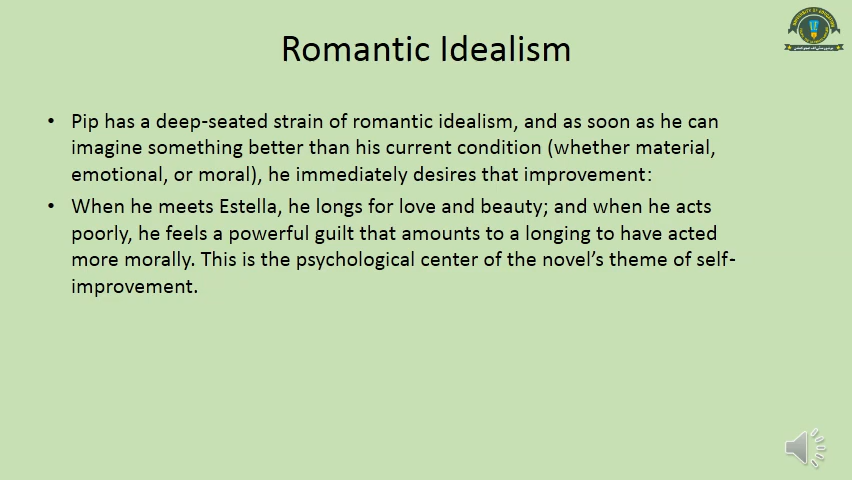 Romantic Idealism
• Pip has a deep-seated strain of romantic idealism, and as soon as he can
imagine something better than his current condition (whether material,
emotional, or moral), he immediately desires that improvement:
• When he meets Estella, he longs for love and beauty; and when he acts
poorly, he feels a powerful guilt that amounts to a longing to have acted
more morally. This is the psychological center of the novel’s theme of self-
improvement.